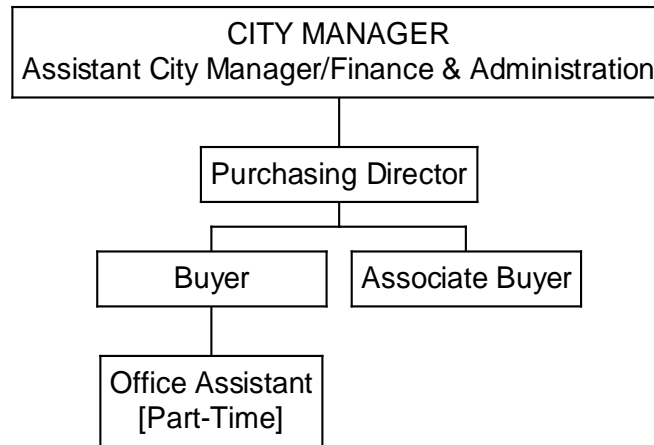 CITY MANAGER
Assistant City Manager/Finance & Administration
Purchasing Director
Buyer
Associate Buyer
Office Assistant
[Part-Time]